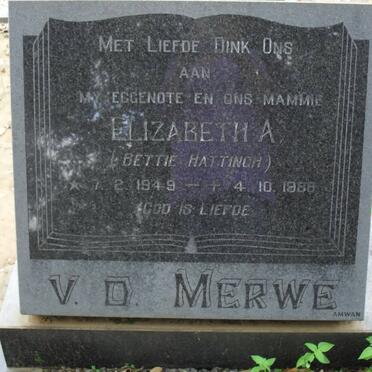 MET LIEFDE DINK ONS
AAN
MY EGGENOTE EN ONS MAMMIE
ELIZABETH A
(BETTIE HATTINGH)
* 7.2.1949 — † 4.10.1988
GOD IS LIEFDE
V. D. MERWE
AMWAN